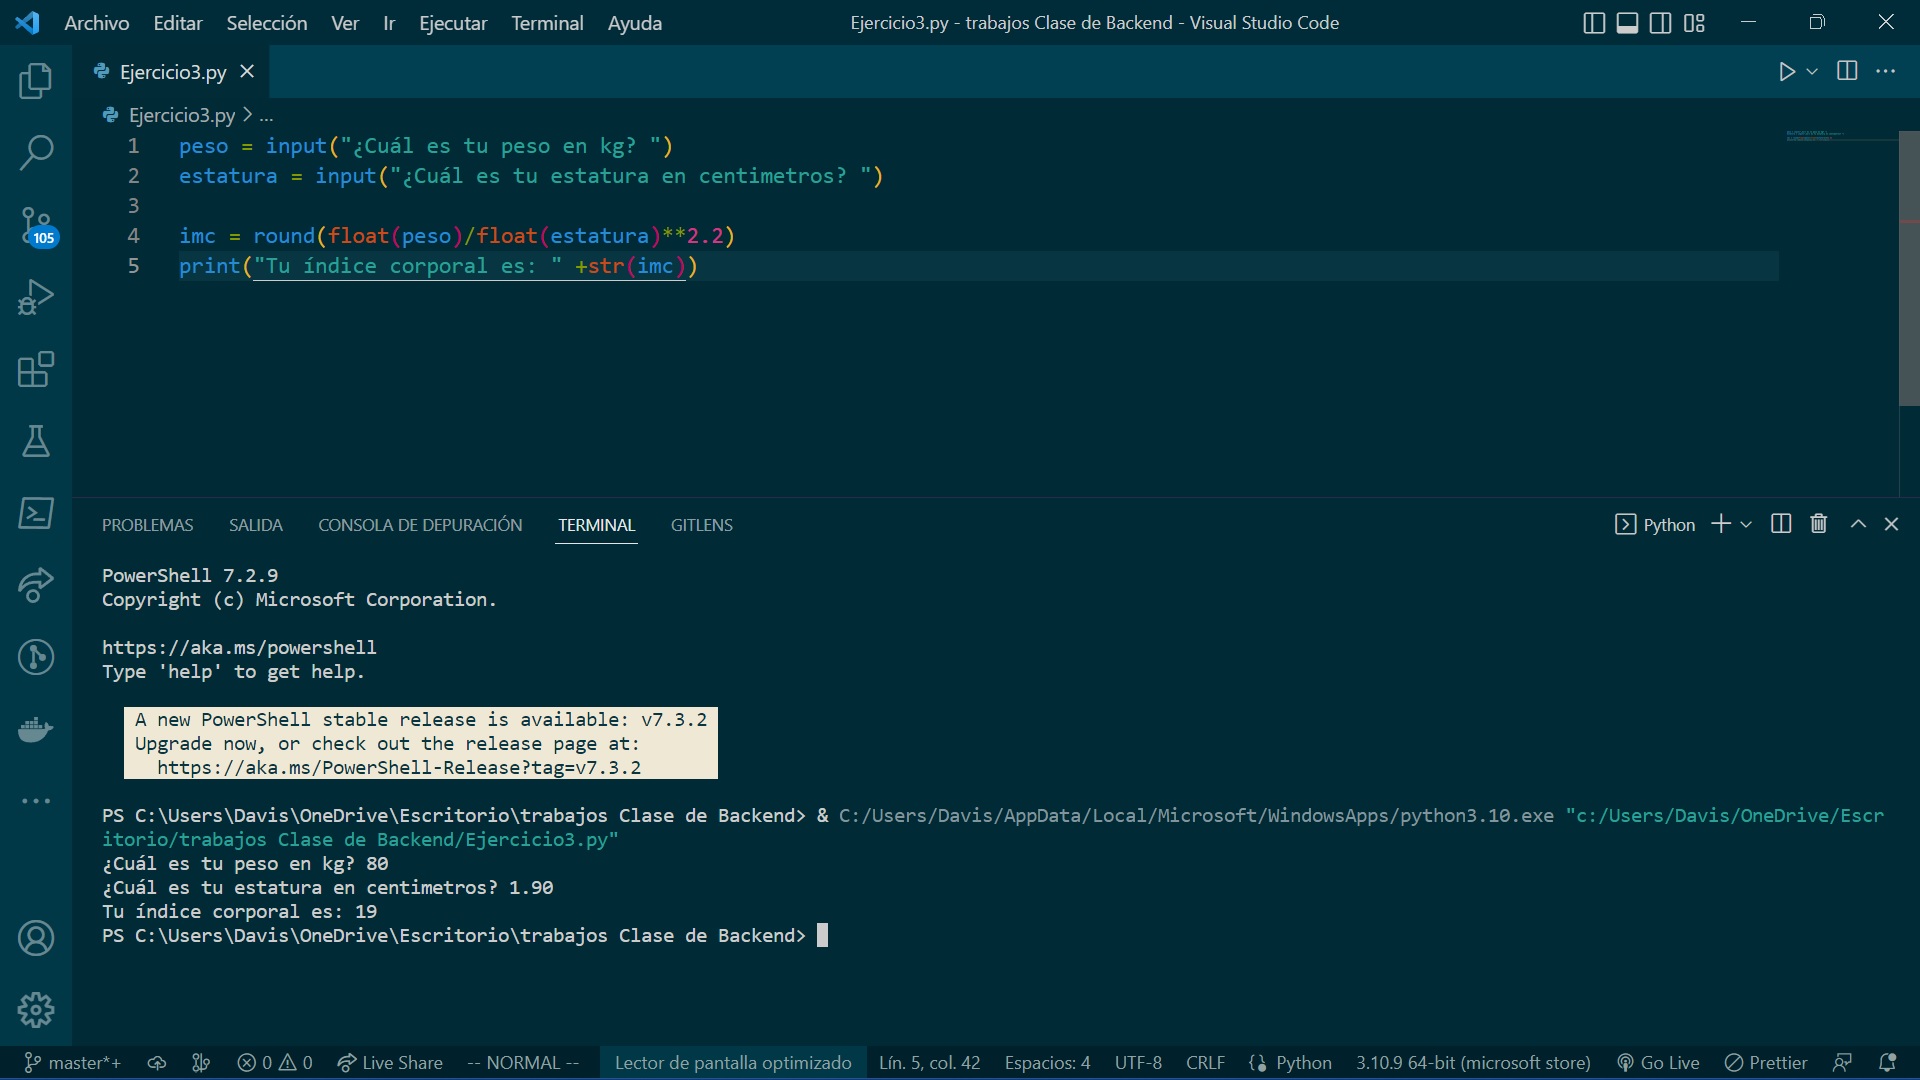 Archivo Editar Selección Ver Ir Ejecutar Terminal Ayuda Ejercicio3.py - trabajos Clase de Backend - Visual Studio Code
Ejercicio3.py
Ejercicio3.py > ...
1 peso = input("¿Cuál es tu peso en kg? ")
2 estatura = input("¿Cuál es tu estatura en centimetros? ")
3
4 imc = round(float(peso)/float(estatura)**2.2)
5 print("Tu índice corporal es: " +str(imc))
105
PROBLEMAS SALIDA CONSOLA DE DEPURACIÓN TERMINAL GITLENS Python
PowerShell 7.2.9
Copyright (c) Microsoft Corporation.
https://aka.ms/powershell
Type 'help' to get help.
A new PowerShell stable release is available: v7.3.2
Upgrade now, or check out the release page at:
https://aka.ms/PowerShell-Release?tag=v7.3.2
PS C:\Users\Davis\OneDrive\Escritorio\trabajos Clase de Backend> & C:/Users/Davis/AppData/Local/Microsoft/WindowsApps/python3.10.exe "c:/Users/Davis/OneDrive/Escr
itorio/trabajos Clase de Backend/Ejercicio3.py"
¿Cuál es tu peso en kg? 80
¿Cuál es tu estatura en centimetros? 1.90
Tu índice corporal es: 19
PS C:\Users\Davis\OneDrive\Escritorio\trabajos Clase de Backend>
master*+ 0 0 Live Share -- NORMAL -- Lector de pantalla optimizado Lín. 5, col. 42 Espacios: 4 UTF-8 CRLF Python 3.10.9 64-bit (microsoft store) Go Live Prettier